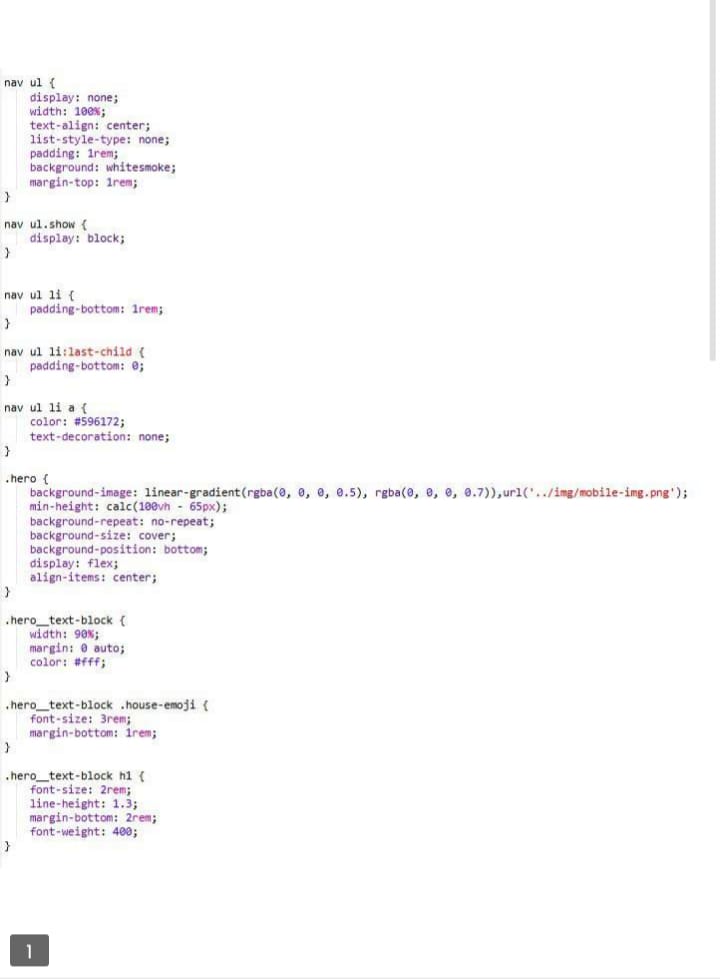 nav ul {
    display: none;
    width: 100%;
    text-align: center;
    list-style-type: none;
    padding: 1rem;
    background: whitesmoke;
    margin-top: 1rem;
}
nav ul.show {
    display: block;
}
nav ul li {
    padding-bottom: 1rem;
}
nav ul li:last-child {
    padding-bottom: 0;
}
nav ul li a {
    color: #596172;
    text-decoration: none;
}
.hero {
    background-image: linear-gradient(rgba(0, 0, 0, 0.5), rgba(0, 0, 0, 0.7)),url('../img/mobile-img.png');
    min-height: calc(100vh - 65px);
    background-repeat: no-repeat;
    background-size: cover;
    background-position: bottom;
    display: flex;
    align-items: center;
}
.hero__text-block {
    width: 90%;
    margin: 0 auto;
    color: #fff;
}
.hero__text-block .house-emoji {
    font-size: 3rem;
    margin-bottom: 1rem;
}
.hero__text-block h1 {
    font-size: 2rem;
    line-height: 1.3;
    margin-bottom: 2rem;
    font-weight: 400;
}
1